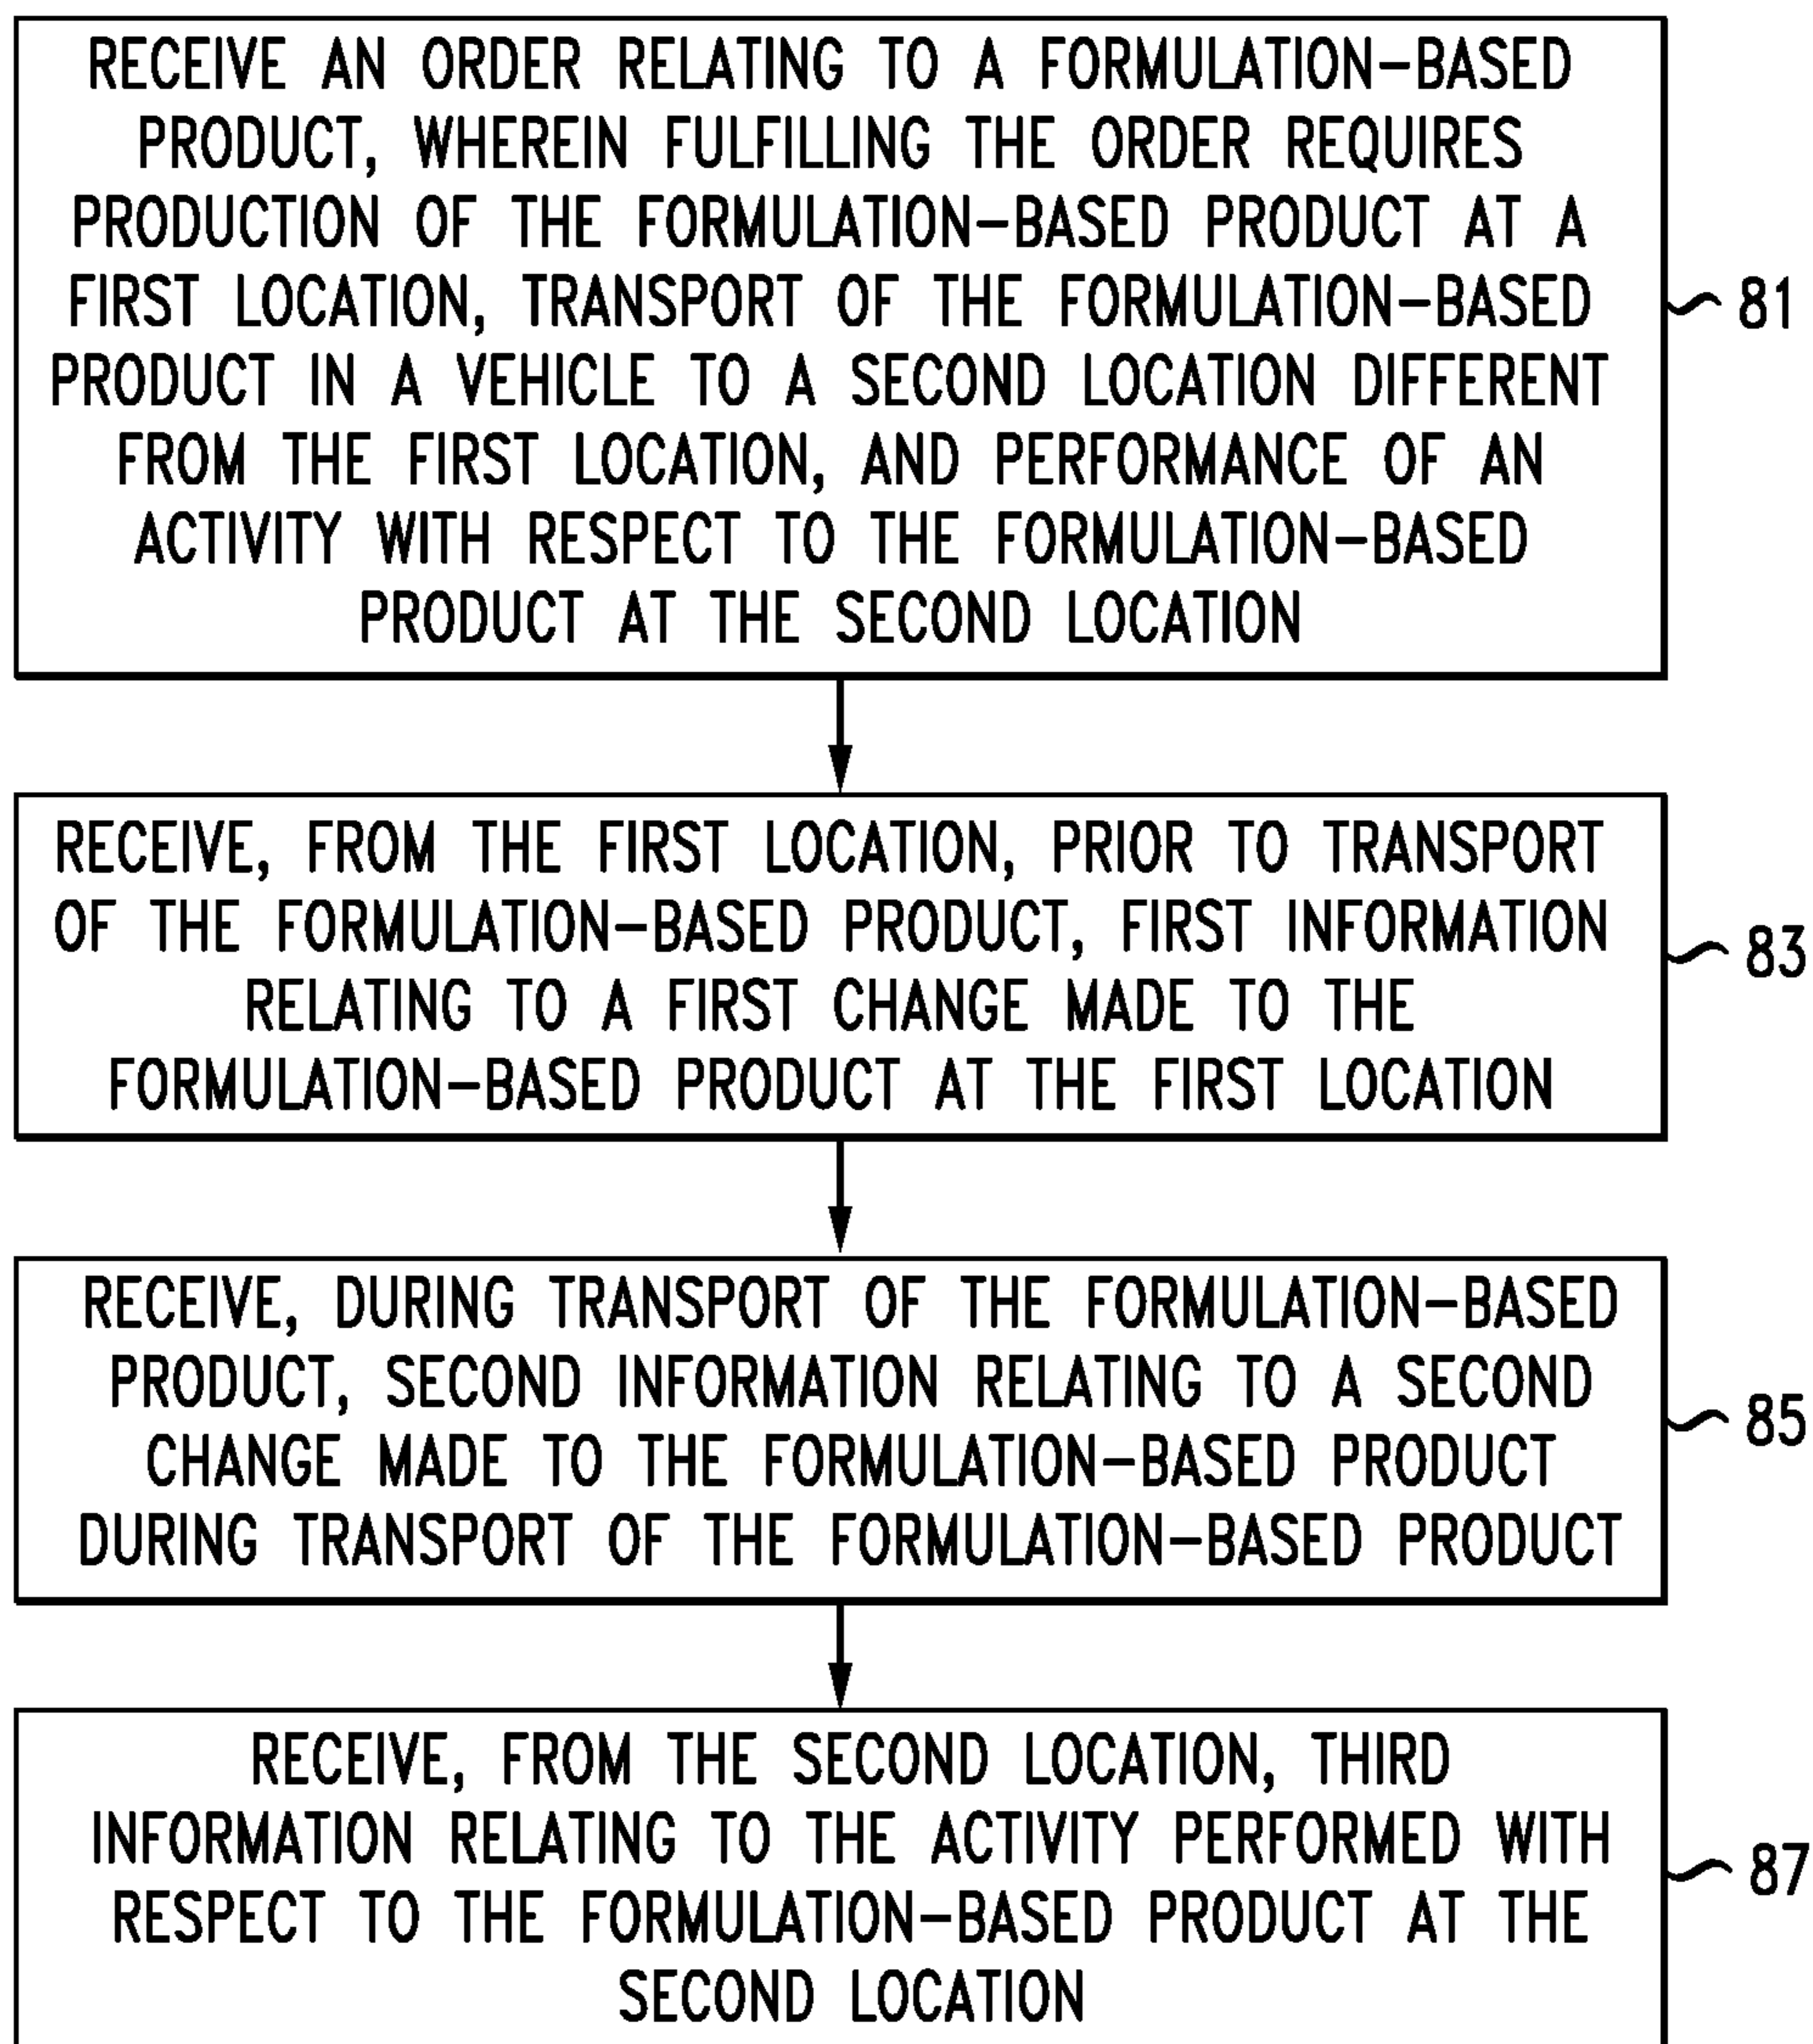 RECEIVE AN ORDER RELATING TO A FORMULATION-BASED
PRODUCT, WHEREIN FULFILLING THE ORDER REQUIRES
PRODUCTION OF THE FORMULATION-BASED PRODUCT AT A
FIRST LOCATION, TRANSPORT OF THE FORMULATION-BASED
PRODUCT IN A VEHICLE TO A SECOND LOCATION DIFFERENT
FROM THE FIRST LOCATION, AND PERFORMANCE OF AN
ACTIVITY WITH RESPECT TO THE FORMULATION-BASED
PRODUCT AT THE SECOND LOCATION
81
RECEIVE, FROM THE FIRST LOCATION, PRIOR TO TRANSPORT
OF THE FORMULATION-BASED PRODUCT, FIRST INFORMATION
RELATING TO A FIRST CHANGE MADE TO THE
FORMULATION-BASED PRODUCT AT THE FIRST LOCATION
83
RECEIVE, DURING TRANSPORT OF THE FORMULATION-BASED
PRODUCT, SECOND INFORMATION RELATING TO A SECOND
CHANGE MADE TO THE FORMULATION-BASED PRODUCT
DURING TRANSPORT OF THE FORMULATION-BASED PRODUCT
85
RECEIVE, FROM THE SECOND LOCATION, THIRD
INFORMATION RELATING TO THE ACTIVITY PERFORMED WITH
RESPECT TO THE FORMULATION-BASED PRODUCT AT THE
SECOND LOCATION
87